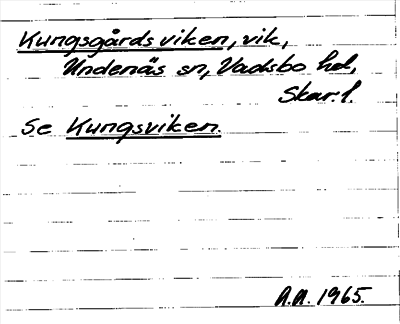 Kungsgårdsviken, vik,
Undenäs sn, Vadsbo hd,
Skar. l.
Se Kungsviken.
A.A. 1965.